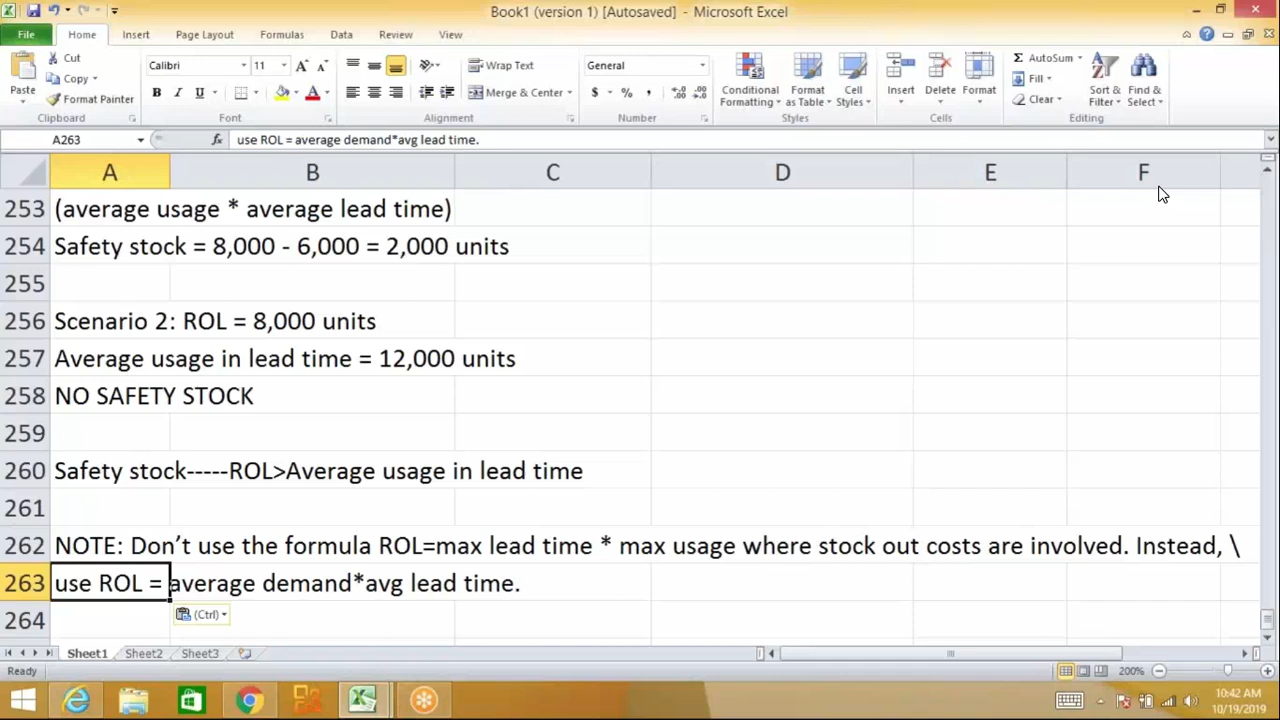 Book1 (version 1) [Autosaved] - Microsoft Excel
File Home Insert Page Layout Formulas Data Review View
Cut
Copy
Format Painter
Paste
Clipboard
Calibri 11
B I U
Font
Wrap Text
Merge & Center
Alignment
General
$ % ,
Number
Conditional Formatting
Format as Table
Cell Styles
Styles
Insert Delete Format
Cells
Σ AutoSum
Fill
Clear
Sort & Filter
Find & Select
Editing
A263 fx use ROL = average demand*avg lead time.
A B C D E F
253 (average usage * average lead time)
254 Safety stock = 8,000 - 6,000 = 2,000 units
255
256 Scenario 2: ROL = 8,000 units
257 Average usage in lead time = 12,000 units
258 NO SAFETY STOCK
259
260 Safety stock-----ROL>Average usage in lead time
261
262 NOTE: Don’t use the formula ROL=max lead time * max usage where stock out costs are involved. Instead, \
263 use ROL = average demand*avg lead time.
264 (Ctrl)
Sheet1 Sheet2 Sheet3
Ready 200%
10:42 AM
10/19/2019